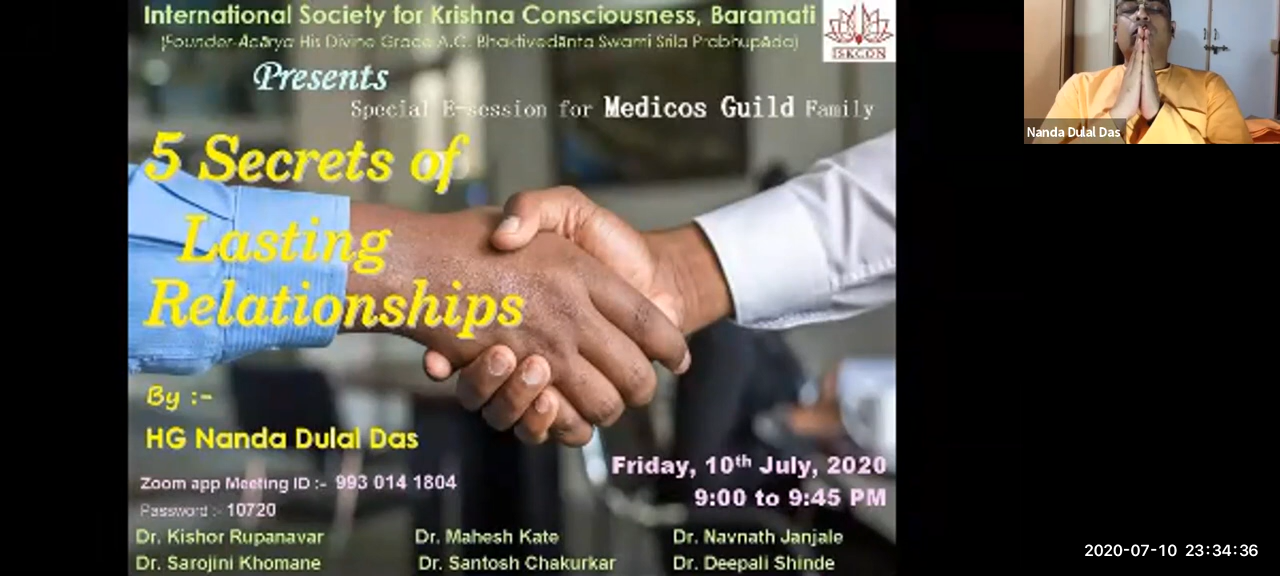 International Society for Krishna Consciousness, Baramati
(Founder-Acārya His Divine Grace A.C. Bhaktivedānta Swami Srila Prabhupāda)
ISKCON
Presents
Special E-session for Medicos Guild Family
5 Secrets of
Lasting
Relationships
By :-
HG Nanda Dulal Das
Zoom app Meeting ID :- 993 014 1804
Password :- 10720
Friday, 10th July, 2020
9:00 to 9:45 PM
Dr. Kishor Rupanavar Dr. Mahesh Kate Dr. Navnath Janjale
Dr. Sarojini Khomane Dr. Santosh Chakurkar Dr. Deepali Shinde
Nanda Dulal Das
2020-07-10 23:34:36